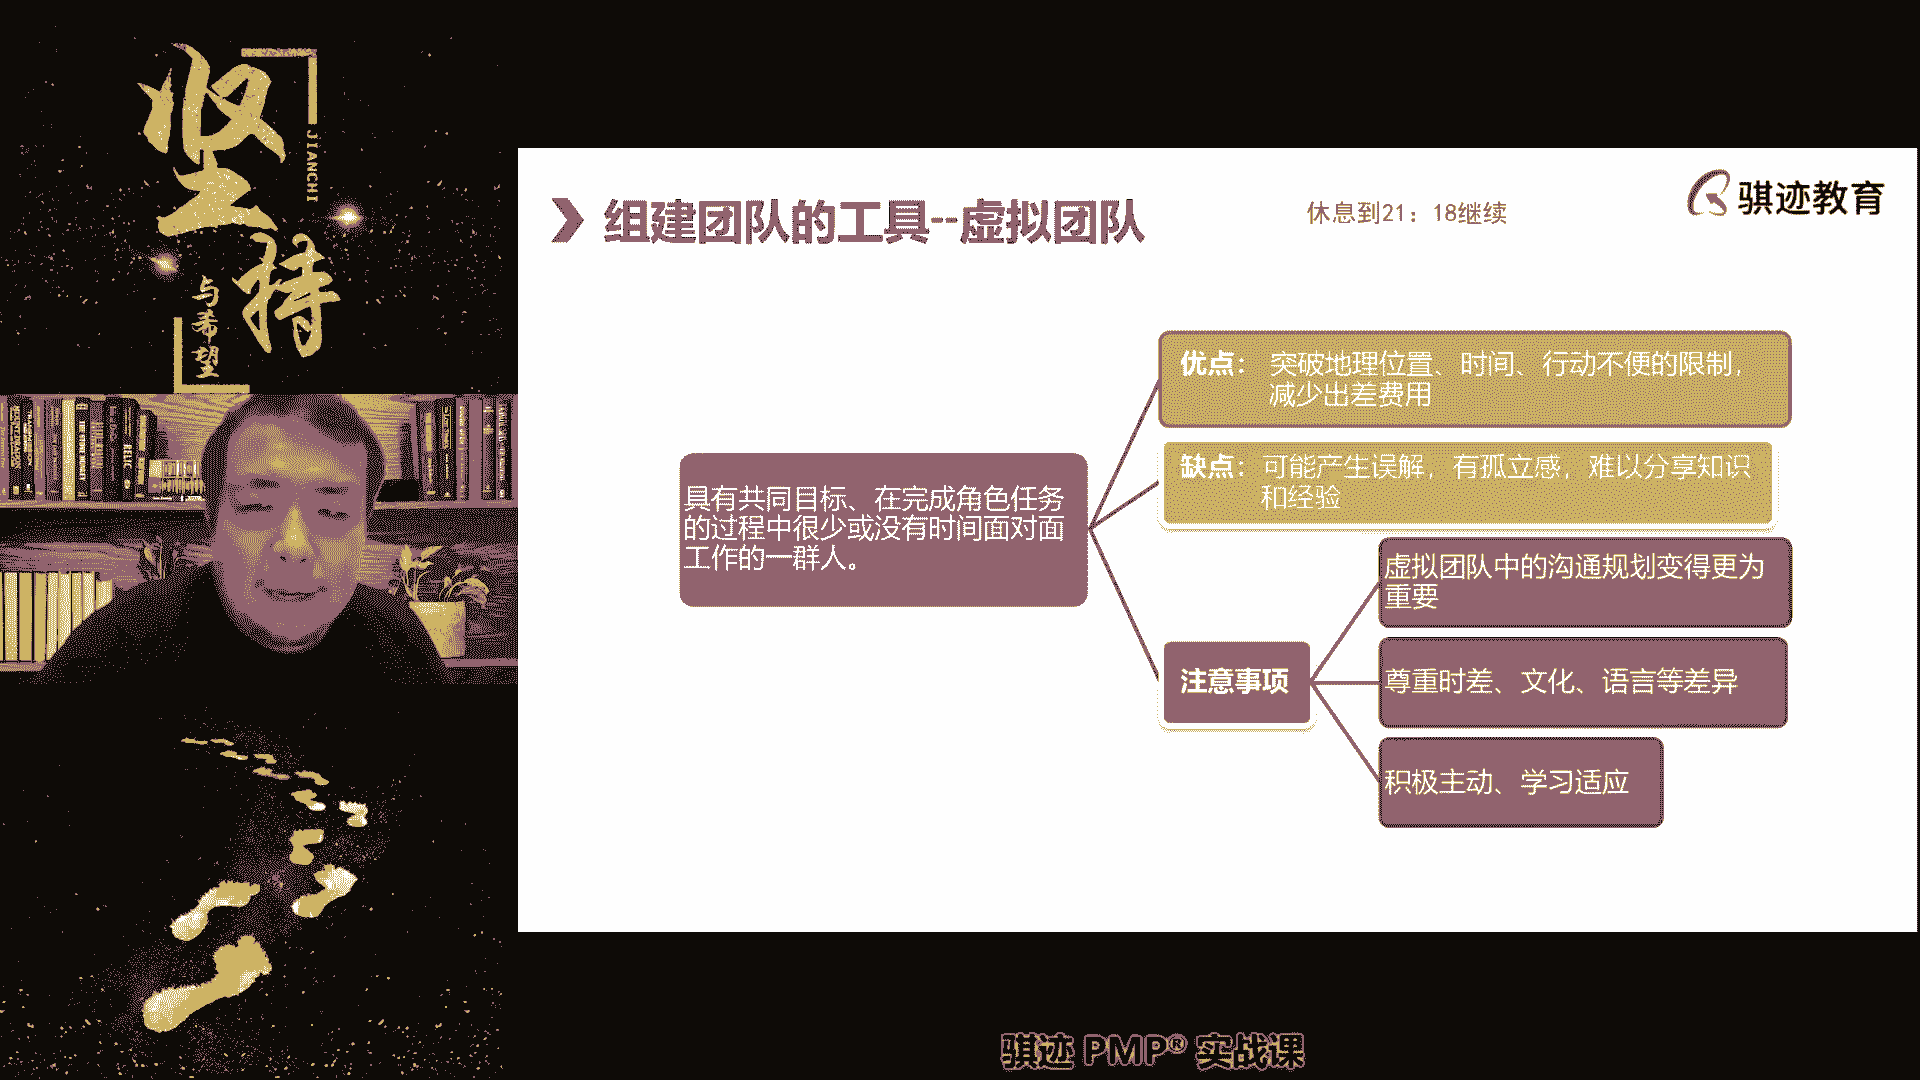 坚持
JIANCHI
与希望
组建团队的工具--虚拟团队
休息到21：18继续
骐迹教育
具有共同目标、在完成角色任务
的过程中很少或没有时间面对面
工作的一群人。
优点： 突破地理位置、时间、行动不便的限制，
减少出差费用
缺点： 可能产生误解，有孤立感，难以分享知识
和经验
注意事项
虚拟团队中的沟通规划变得更为
重要
尊重时差、文化、语言等差异
积极主动、学习适应
骐迹 PMP® 实战课